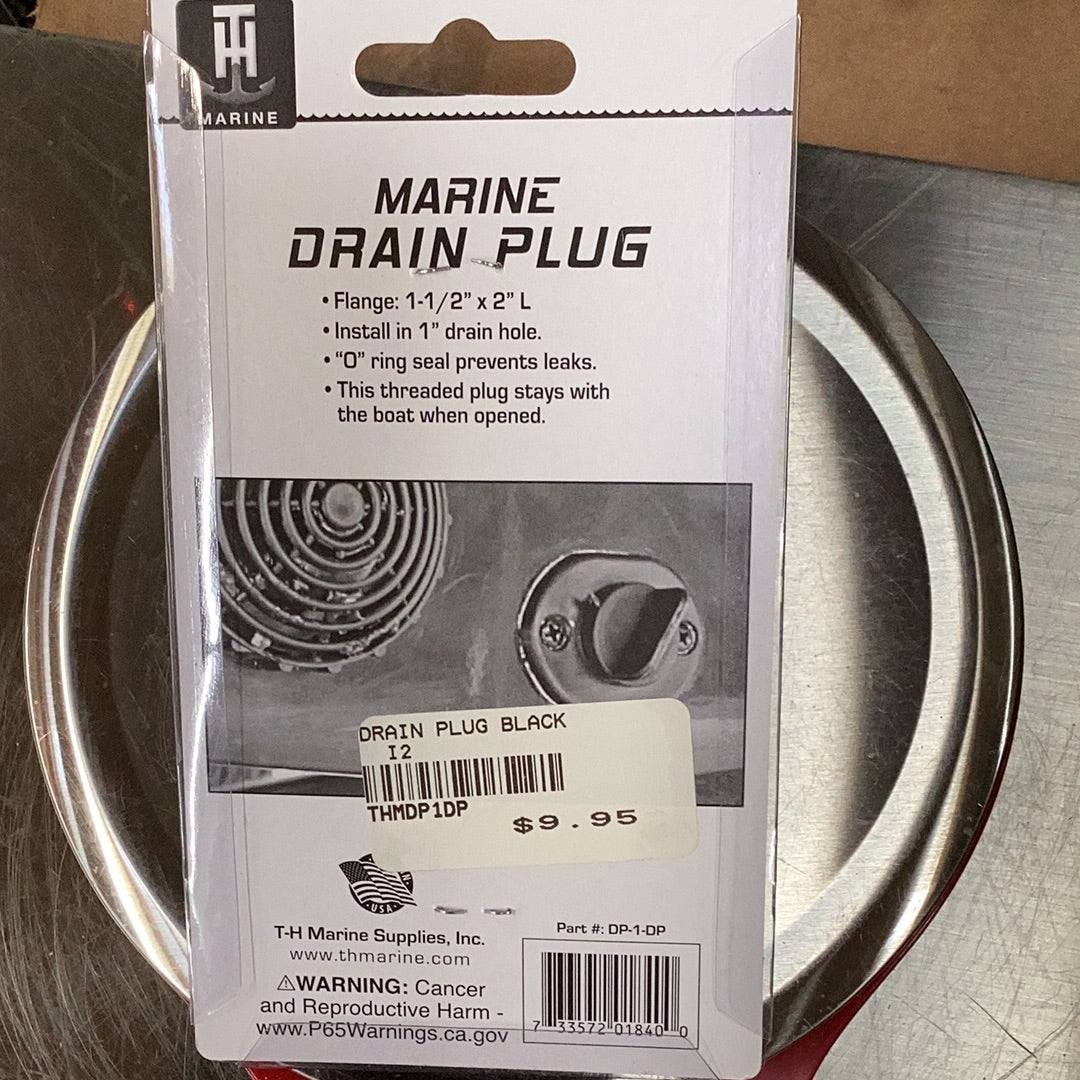 TH
MARINE
MARINE
DRAIN PLUG
• Flange: 1-1/2” x 2” L
• Install in 1” drain hole.
• “O” ring seal prevents leaks.
• This threaded plug stays with
the boat when opened.
DRAIN PLUG BLACK
I2
THMDP1DP
$9.95
USA
T-H Marine Supplies, Inc.
www.thmarine.com
⚠WARNING: Cancer
and Reproductive Harm -
www.P65Warnings.ca.gov
Part #: DP-1-DP
7 33572 01840 0